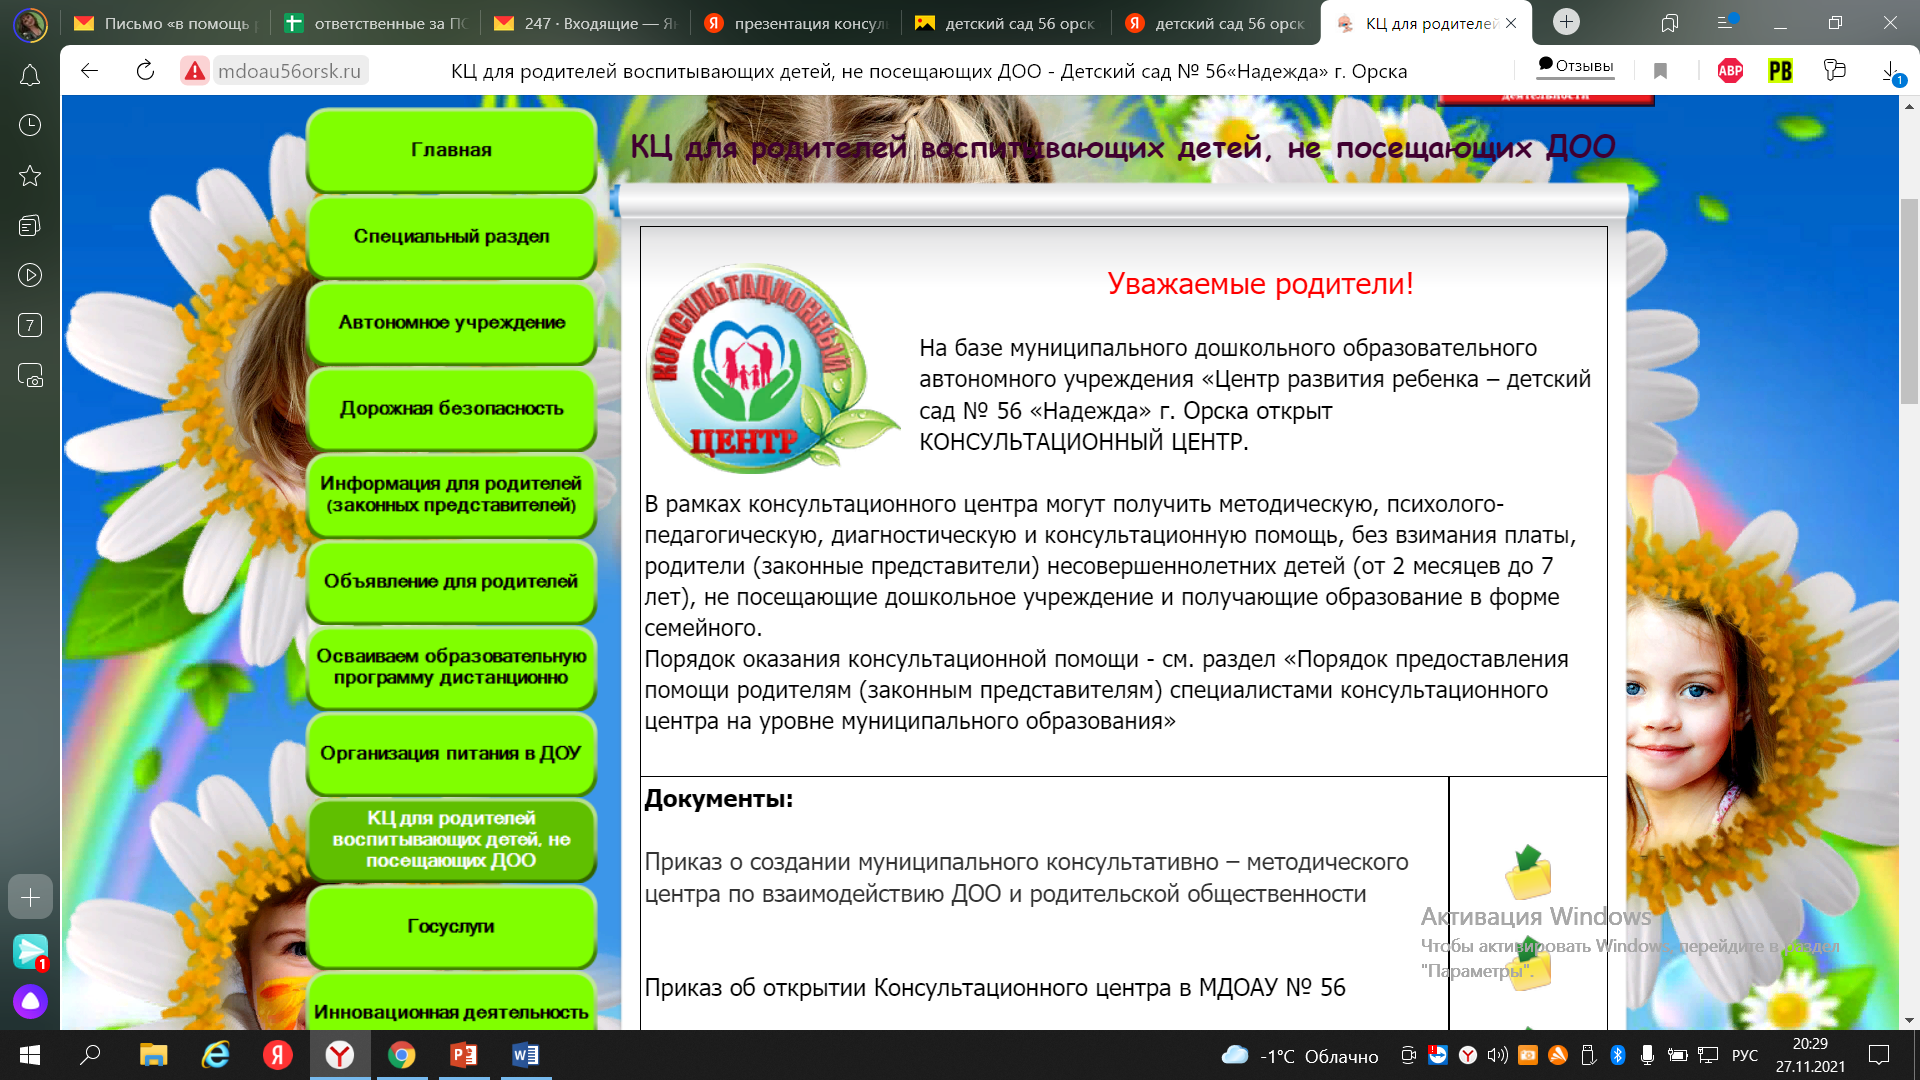 Письмо «в помощь р
ответственные за ПО
247 · Входящие — Ян
презентация консуль
детский сад 56 орск
детский сад 56 орск
КЦ для родителей
mdoau56orsk.ru
КЦ для родителей воспитывающих детей, не посещающих ДОО - Детский сад № 56«Надежда» г. Орска
Отзывы
ABP
PB
1
7
деятельности
КЦ для родителей воспитывающих детей, не посещающих ДОО
Главная
Специальный раздел
Автономное учреждение
Дорожная безопасность
Информация для родителей
(законных представителей)
Объявление для родителей
Осваиваем образовательную
программу дистанционно
Организация питания в ДОУ
КЦ для родителей
воспитывающих детей, не
посещающих ДОО
Госуслуги
Инновационная деятельность
КОНСУЛЬТАЦИОННЫЙ
ЦЕНТР
Уважаемые родители!
На базе муниципального дошкольного образовательного
автономного учреждения «Центр развития ребенка – детский
сад № 56 «Надежда» г. Орска открыт
КОНСУЛЬТАЦИОННЫЙ ЦЕНТР.
В рамках консультационного центра могут получить методическую, психолого-
педагогическую, диагностическую и консультационную помощь, без взимания платы,
родители (законные представители) несовершеннолетних детей (от 2 месяцев до 7
лет), не посещающие дошкольное учреждение и получающие образование в форме
семейного.
Порядок оказания консультационной помощи - см. раздел «Порядок предоставления
помощи родителям (законным представителям) специалистами консультационного
центра на уровне муниципального образования»
Документы:
Приказ о создании муниципального консультативно – методического
центра по взаимодействию ДОО и родительской общественности
Приказ об открытии Консультационного центра в МДОАУ № 56
Активация Windows
Чтобы активировать Windows, перейдите в раздел
"Параметры".
1
-1°C Облачно
РУС
20:29
27.11.2021